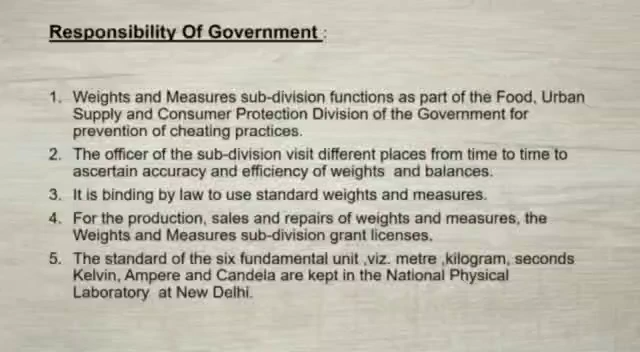 Responsibility Of Government :
1. Weights and Measures sub-division functions as part of the Food, Urban
Supply and Consumer Protection Division of the Government for
prevention of cheating practices.
2. The officer of the sub-division visit different places from time to time to
ascertain accuracy and efficiency of weights and balances.
3. It is binding by law to use standard weights and measures.
4. For the production, sales and repairs of weights and measures, the
Weights and Measures sub-division grant licenses.
5. The standard of the six fundamental unit ,viz. metre ,kilogram, seconds
Kelvin, Ampere and Candela are kept in the National Physical
Laboratory at New Delhi.